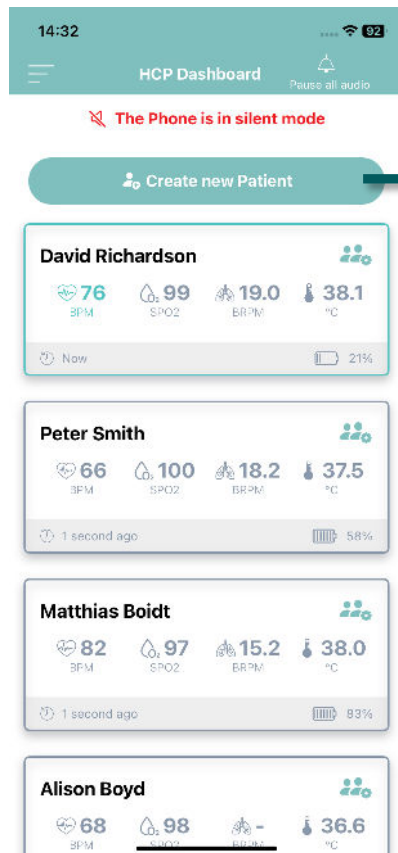 14:32
92
HCP Dashboard
Pause all audio
The Phone is in silent mode
Create new Patient
David Richardson
76 99 19.0 38.1
BPM SPO2 BRPM °C
Now 21%
Peter Smith
66 100 18.2 37.5
BPM SPO2 BRPM °C
1 second ago 58%
Matthias Boidt
82 97 15.2 38.0
BPM SPO2 BRPM °C
1 second ago 93%
Alison Boyd
68 98 - 36.6
BPM SPO2 BRPM °C